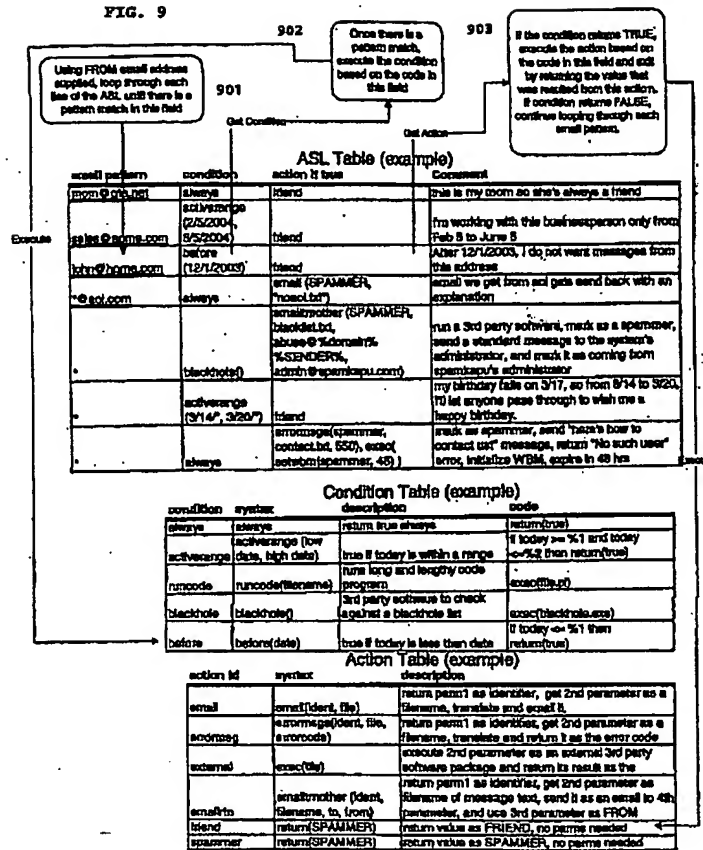 FIG. 9
901
Using FROM email address
supplied, loop through each
line of the ASL until there is a
pattern match in this field
902
Once there is a
pattern match,
execute the condition
based on the code in
this field
903
If the condition returns TRUE,
execute the action based on
the code in this field and exit
by returning the value that
was resulted from this action.
If condition returns FALSE,
continue looping through each
email pattern.
Get Condition
Get Action
Execute
ASL Table (example)
email pattern condition action if true Comment
always friend this is my mom so she's always a friend
activerange
(2/5/2004,
sales@acme.com 6/5/2004) friend
I'm working with this businessperson only from
Feb 5 to June 5
before
john@home.com (12/1/2003) friend
After 12/1/2003, I do not want messages from
this address
email (SPAMMER,
*@aol.com always "noaol.txt")
email we get from aol gets send back with an
explanation
emailtmother (SPAMMER,
blacklist.txt,
abuse@%domain%
%SENDER%,
* blackhole() admin@spamkapu.com)
run a 3rd party software, mark as a spammer,
send a standard message to the system's
administrator, and mark it as coming from
spamkapu's administrator
activerange
* (3/14/*, 3/20/*) friend
my birthday falls on 3/17, so from 3/14 to 3/20,
I'll let anyone pass through to wish me a
happy birthday.
errormsgs(spammer,
contact.txt, 550), exec(
* always setwbm(spammer, 48) )
mark as spammer, send "here's how to
contact us" message, return "No such user"
error, initialize WBM, expire in 48 hrs
Condition Table (example)
condition syntax description code
always always return true always return(true)
activerange activerange (low
date, high date) true if today is within a range
if today >= %1 and today
<=%2 then return(true)
runcode runcode(filename)
runs long and lengthy code
program exec(file.pl)
blackhole blackhole()
3rd party software to check
against a blackhole list exec(blackhole.exe)
before before(date) true if today is less than date
if today <= %1 then
return(true)
Action Table (example)
action id syntax description
email email(ident, file)
return parm1 as identifier, get 2nd parameter as a
filename, translate and email it.
errormsg errormsgs(ident, file,
errorcode)
return parm1 as identifier, get 2nd parameter as a
filename, translate and return it as the error code
external exec(file)
execute 2nd parameter as an external 3rd party
software package and return its result as the
emailtm emailtmother (ident,
filename, to, from)
return parm1 as identifier, get 2nd parameter as
filename of message text, send it as an email to 4th
parameter, and use 3rd parameter as FROM
friend return(SPAMMER) return value as FRIEND, no parms needed
spammer return(SPAMMER) return value as SPAMMER, no parms needed